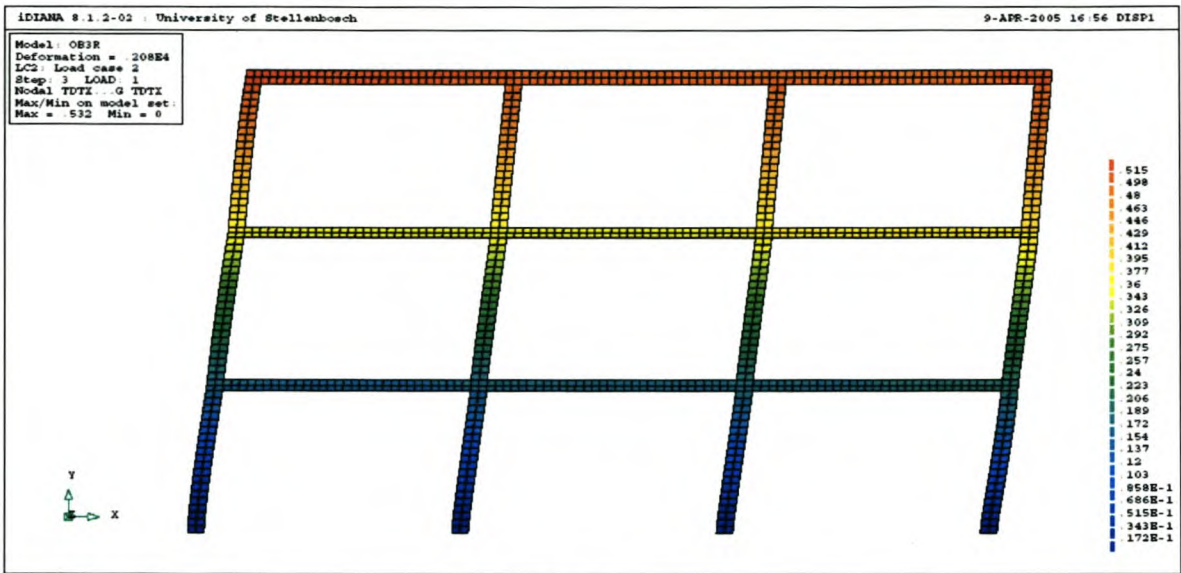 iDIANA 8.1.2-02 : University of Stellenbosch 9-APR-2005 16:56 DISP1
Model: OB3R
Deformation = .208E4
LC2: Load case 2
Step: 3 LOAD: 1
Nodal TDTX...G TDTX
Max/Min on model set:
Max = .532 Min = 0
.515
.498
.48
.463
.446
.429
.412
.395
.377
.36
.343
.326
.309
.292
.275
.257
.24
.223
.206
.189
.172
.154
.137
.12
.103
.858E-1
.686E-1
.515E-1
.343E-1
.172E-1
Y
X